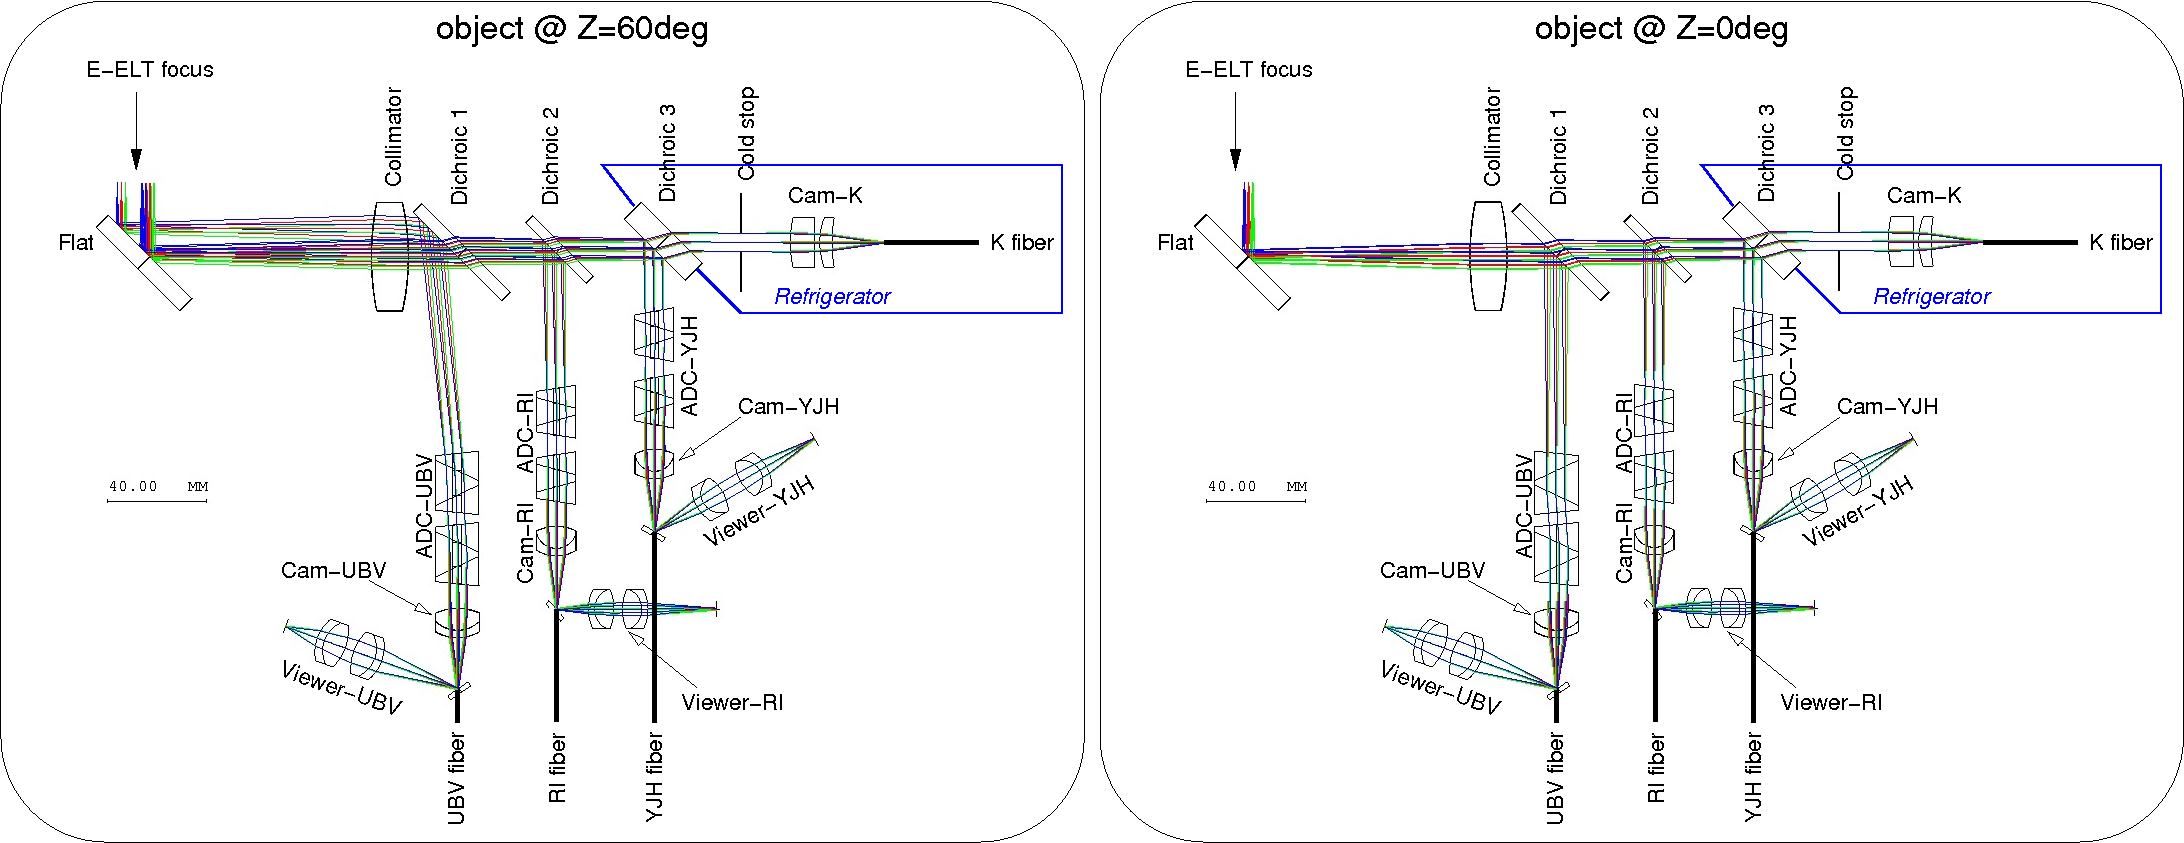 object @ Z=60deg
E-ELT focus
Flat
Collimator
Dichroic 1
Dichroic 2
Dichroic 3
Cold stop
Cam-K
K fiber
Refrigerator
ADC-YJH
Cam-YJH
Viewer-YJH
ADC-RI
Cam-RI
ADC-UBV
ADC-UBV
40.00 MM
Cam-UBV
Viewer-UBV
Viewer-RI
UBV fiber
RI fiber
YJH fiber
object @ Z=0deg
E-ELT focus
Flat
Collimator
Dichroic 1
Dichroic 2
Dichroic 3
Cold stop
Cam-K
K fiber
Refrigerator
ADC-YJH
Cam-YJH
Viewer-YJH
ADC-RI
Cam-RI
ADC-UBV
ADC-UBV
40.00 MM
Cam-UBV
Viewer-UBV
Viewer-RI
UBV fiber
RI fiber
YJH fiber